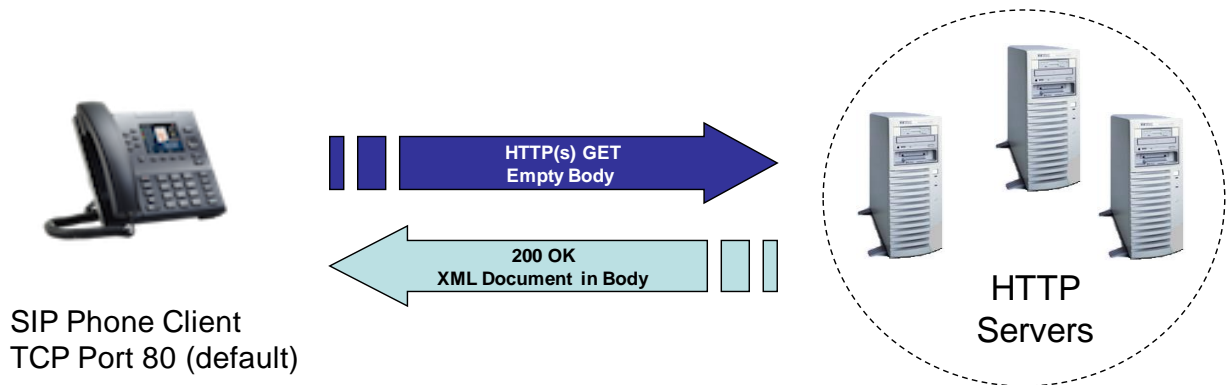 HTTP(s) GET
Empty Body
200 OK
XML Document in Body
SIP Phone Client
TCP Port 80 (default)
HTTP
Servers